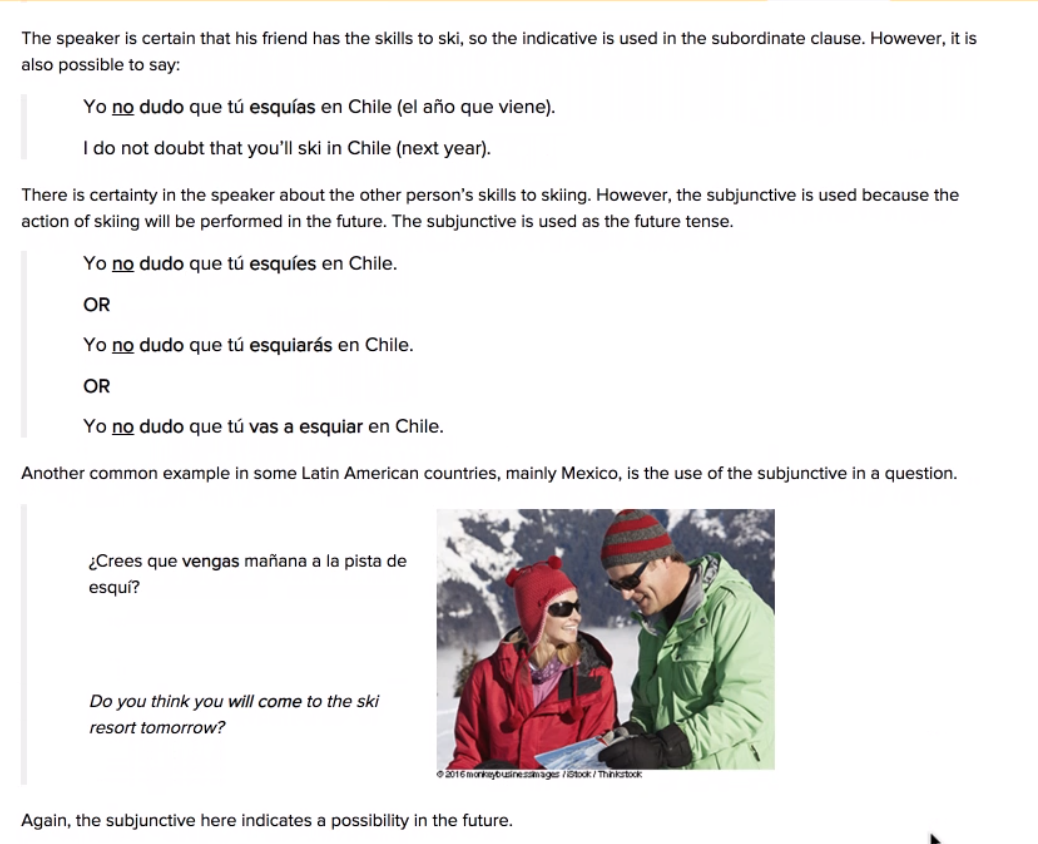 The speaker is certain that his friend has the skills to ski, so the indicative is used in the subordinate clause. However, it is
also possible to say:
Yo no dudo que tú esquías en Chile (el año que viene).
I do not doubt that you'll ski in Chile (next year).
There is certainty in the speaker about the other person's skills to skiing. However, the subjunctive is used because the
action of skiing will be performed in the future. The subjunctive is used as the future tense.
Yo no dudo que tú esquíes en Chile.
OR
Yo no dudo que tú esquiarás en Chile.
OR
Yo no dudo que tú vas a esquiar en Chile.
Another common example in some Latin American countries, mainly Mexico, is the use of the subjunctive in a question.
¿Crees que vengas mañana a la pista de
esquí?
Do you think you will come to the ski
resort tomorrow?
© 2016 monkeybusinessimages / iStock / Thinkstock
Again, the subjunctive here indicates a possibility in the future.